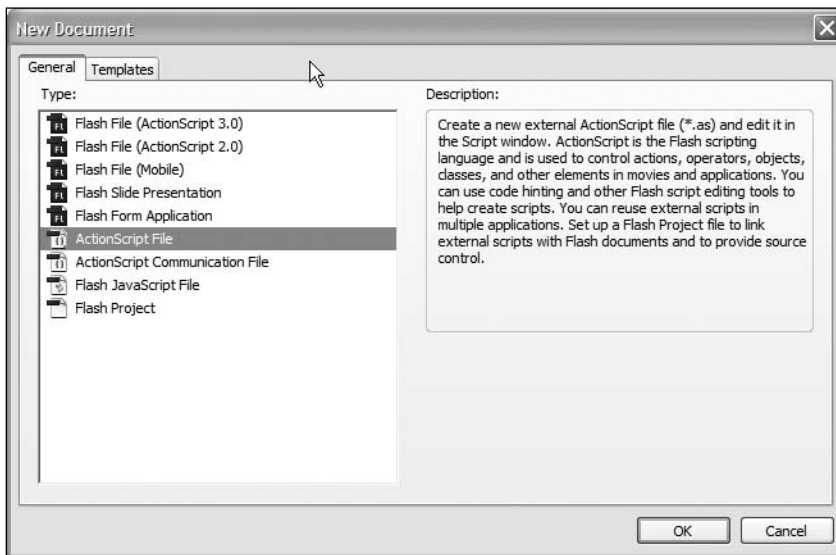 New Document
General
Templates
Type:
Flash File (ActionScript 3.0)
Flash File (ActionScript 2.0)
Flash File (Mobile)
Flash Slide Presentation
Flash Form Application
ActionScript File
ActionScript Communication File
Flash JavaScript File
Flash Project
Description:
Create a new external ActionScript file (*.as) and edit it in
the Script window. ActionScript is the Flash scripting
language and is used to control actions, operators, objects,
classes, and other elements in movies and applications. You
can use code hinting and other Flash script editing tools to
help create scripts. You can reuse external scripts in
multiple applications. Set up a Flash Project file to link
external scripts with Flash documents and to provide source
control.
OK
Cancel